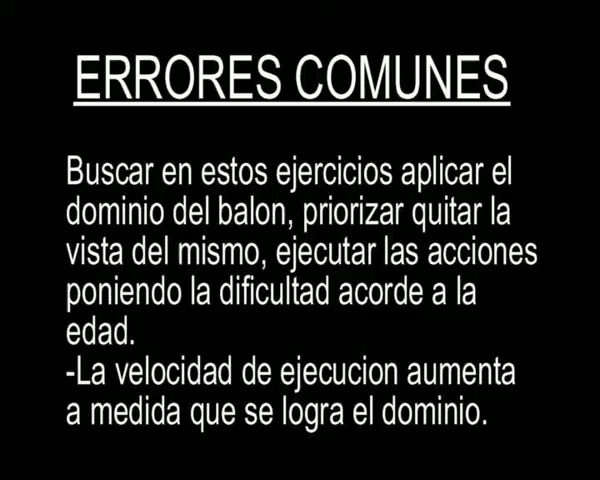 ERRORES COMUNES
Buscar en estos ejercicios aplicar el
dominio del balon, priorizar quitar la
vista del mismo, ejecutar las acciones
poniendo la dificultad acorde a la
edad.
-La velocidad de ejecucion aumenta
a medida que se logra el dominio.